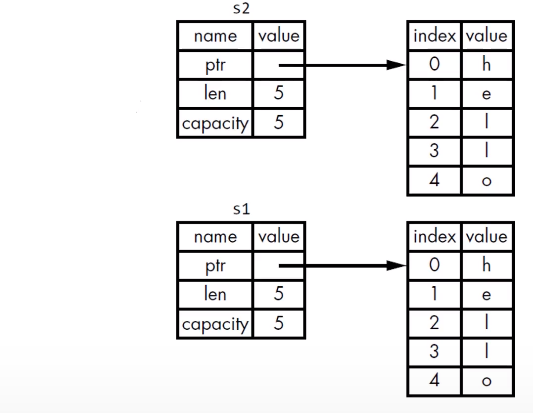 s2
name value
ptr
len 5
capacity 5
index value
0 h
1 e
2 l
3 l
4 o
s1
name value
ptr
len 5
capacity 5
index value
0 h
1 e
2 l
3 l
4 o